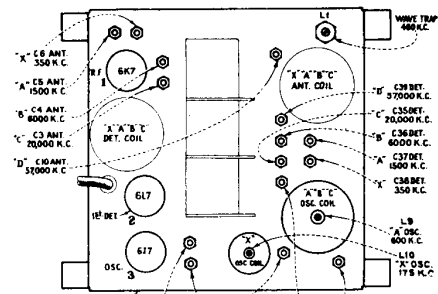 "X" C6 ANT.
350 K.C.
"A" C5 ANT.
1500 K.C.
"B" C4 ANT.
6000 K.C.
"C" C3 ANT.
20,000 K.C.
"D" C10 ANT.
57,000 K.C.
R.F.
1
6K7
"X" "A" "B" "C"
DET. COIL
6L7
1st DET.
2
6J7
OSC.
3
L1
WAVE TRAP
460 K.C.
"X" "A" "B" "C"
ANT. COIL
"D" C39 DET.
57,000 K.C.
"C" C35 DET.
20,000 K.C.
"B" C36 DET.
6000 K.C.
"A" C37 DET.
1500 K.C.
"X" C38 DET.
350 K.C.
"A" "B" "C"
OSC. COIL
L9
"A" OSC.
600 K.C.
"X"
OSC COIL
L10
"X" OSC.
175 K.C.